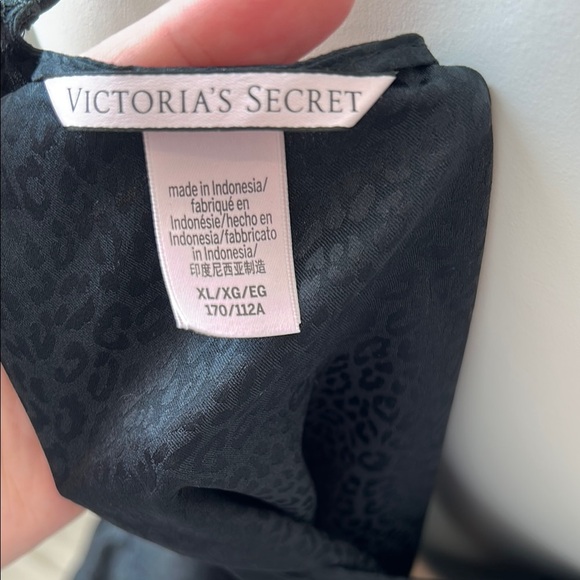 VICTORIA'S SECRET
made in Indonesia/
fabriqué en
Indonésie/hecho en
Indonesia/fabbricato
in Indonesia/
印度尼西亚制造
XL/XG/EG
170/112A